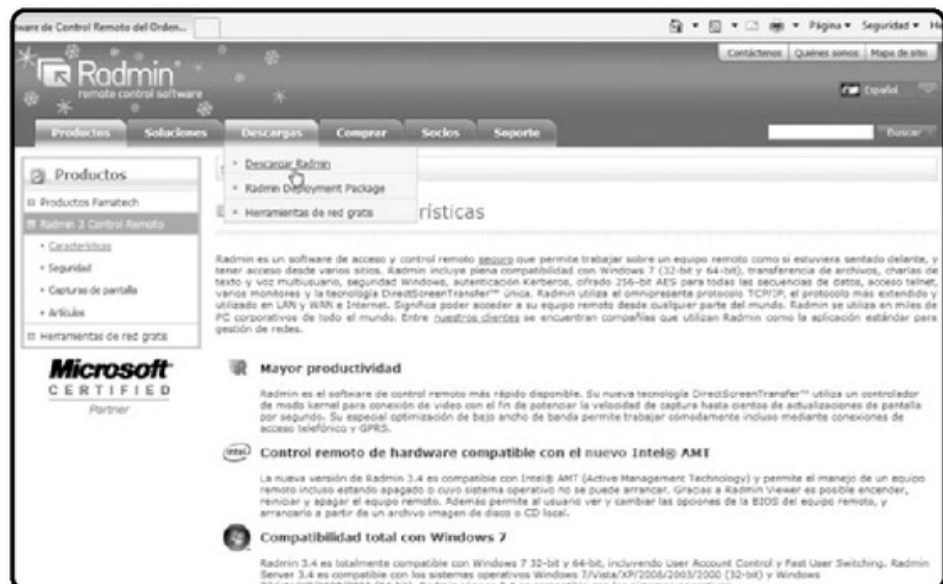 ware de Control Remoto del Orden...
Página Seguridad
Contáctenos Quiénes somos Mapa de sitio
Radmin
remote control software
Español
Productos Soluciones Descargas Comprar Socios Soporte
Buscar
Productos
Productos Famatech
Radmin 3 Control Remoto
Características
Seguridad
Capturas de pantalla
Artículos
Herramientas de red gratis
Microsoft
CERTIFIED
Partner
Descargar Radmin
Radmin Deployment Package
Herramientas de red gratis
rísticas
Radmin es un software de acceso y control remoto seguro que permite trabajar sobre un equipo remoto como si estuviera sentado delante, y
tener acceso desde varios sitios. Radmin incluye plena compatibilidad con Windows 7 (32-bit y 64-bit), transferencia de archivos, charlas de
texto y voz multiusuario, seguridad Windows, autenticación Kerberos, cifrado 256-bit AES para todas las secuencias de datos, acceso telnet,
varios monitores y la tecnología DirectScreenTransfer™ única. Radmin utiliza el omnipresente protocolo TCP/IP, el protocolo más extendido y
utilizado en LAN y WAN e Internet. Significa poder acceder a su equipo remoto desde cualquier parte del mundo. Radmin se utiliza en miles de
PC corporativos de todo el mundo. Entre nuestros clientes se encuentran compañías que utilizan Radmin como la aplicación estándar para
gestión de redes.
Mayor productividad
Radmin es el software de control remoto más rápido disponible. Su nueva tecnología DirectScreenTransfer™ utiliza un controlador
de modo kernel para conexión de video con el fin de potenciar la velocidad de captura hasta cientos de actualizaciones de pantalla
por segundo. Su especial optimización de bajo ancho de banda permite trabajar cómodamente incluso mediante conexiones de
acceso telefónico y GPRS.
intel
Control remoto de hardware compatible con el nuevo Intel® AMT
La nueva versión de Radmin 3.4 es compatible con Intel® AMT (Active Management Technology) y permite el manejo de un equipo
remoto incluso estando apagado o cuyo sistema operativo no se puede arrancar. Gracias a Radmin Viewer es posible encender,
reiniciar y apagar el equipo remoto. Además permite al usuario ver y cambiar las opciones de la BIOS del equipo remoto, y
arrancarlo a partir de un archivo imagen de disco o CD local.
Compatibilidad total con Windows 7
Radmin 3.4 es totalmente compatible con Windows 7 32-bit y 64-bit, incluyendo User Account Control y Fast User Switching. Radmin
Server 3.4 es compatible con los sistemas operativos Windows 7/Vista/XP/2008/2003/2000 (32-bit) y Windows